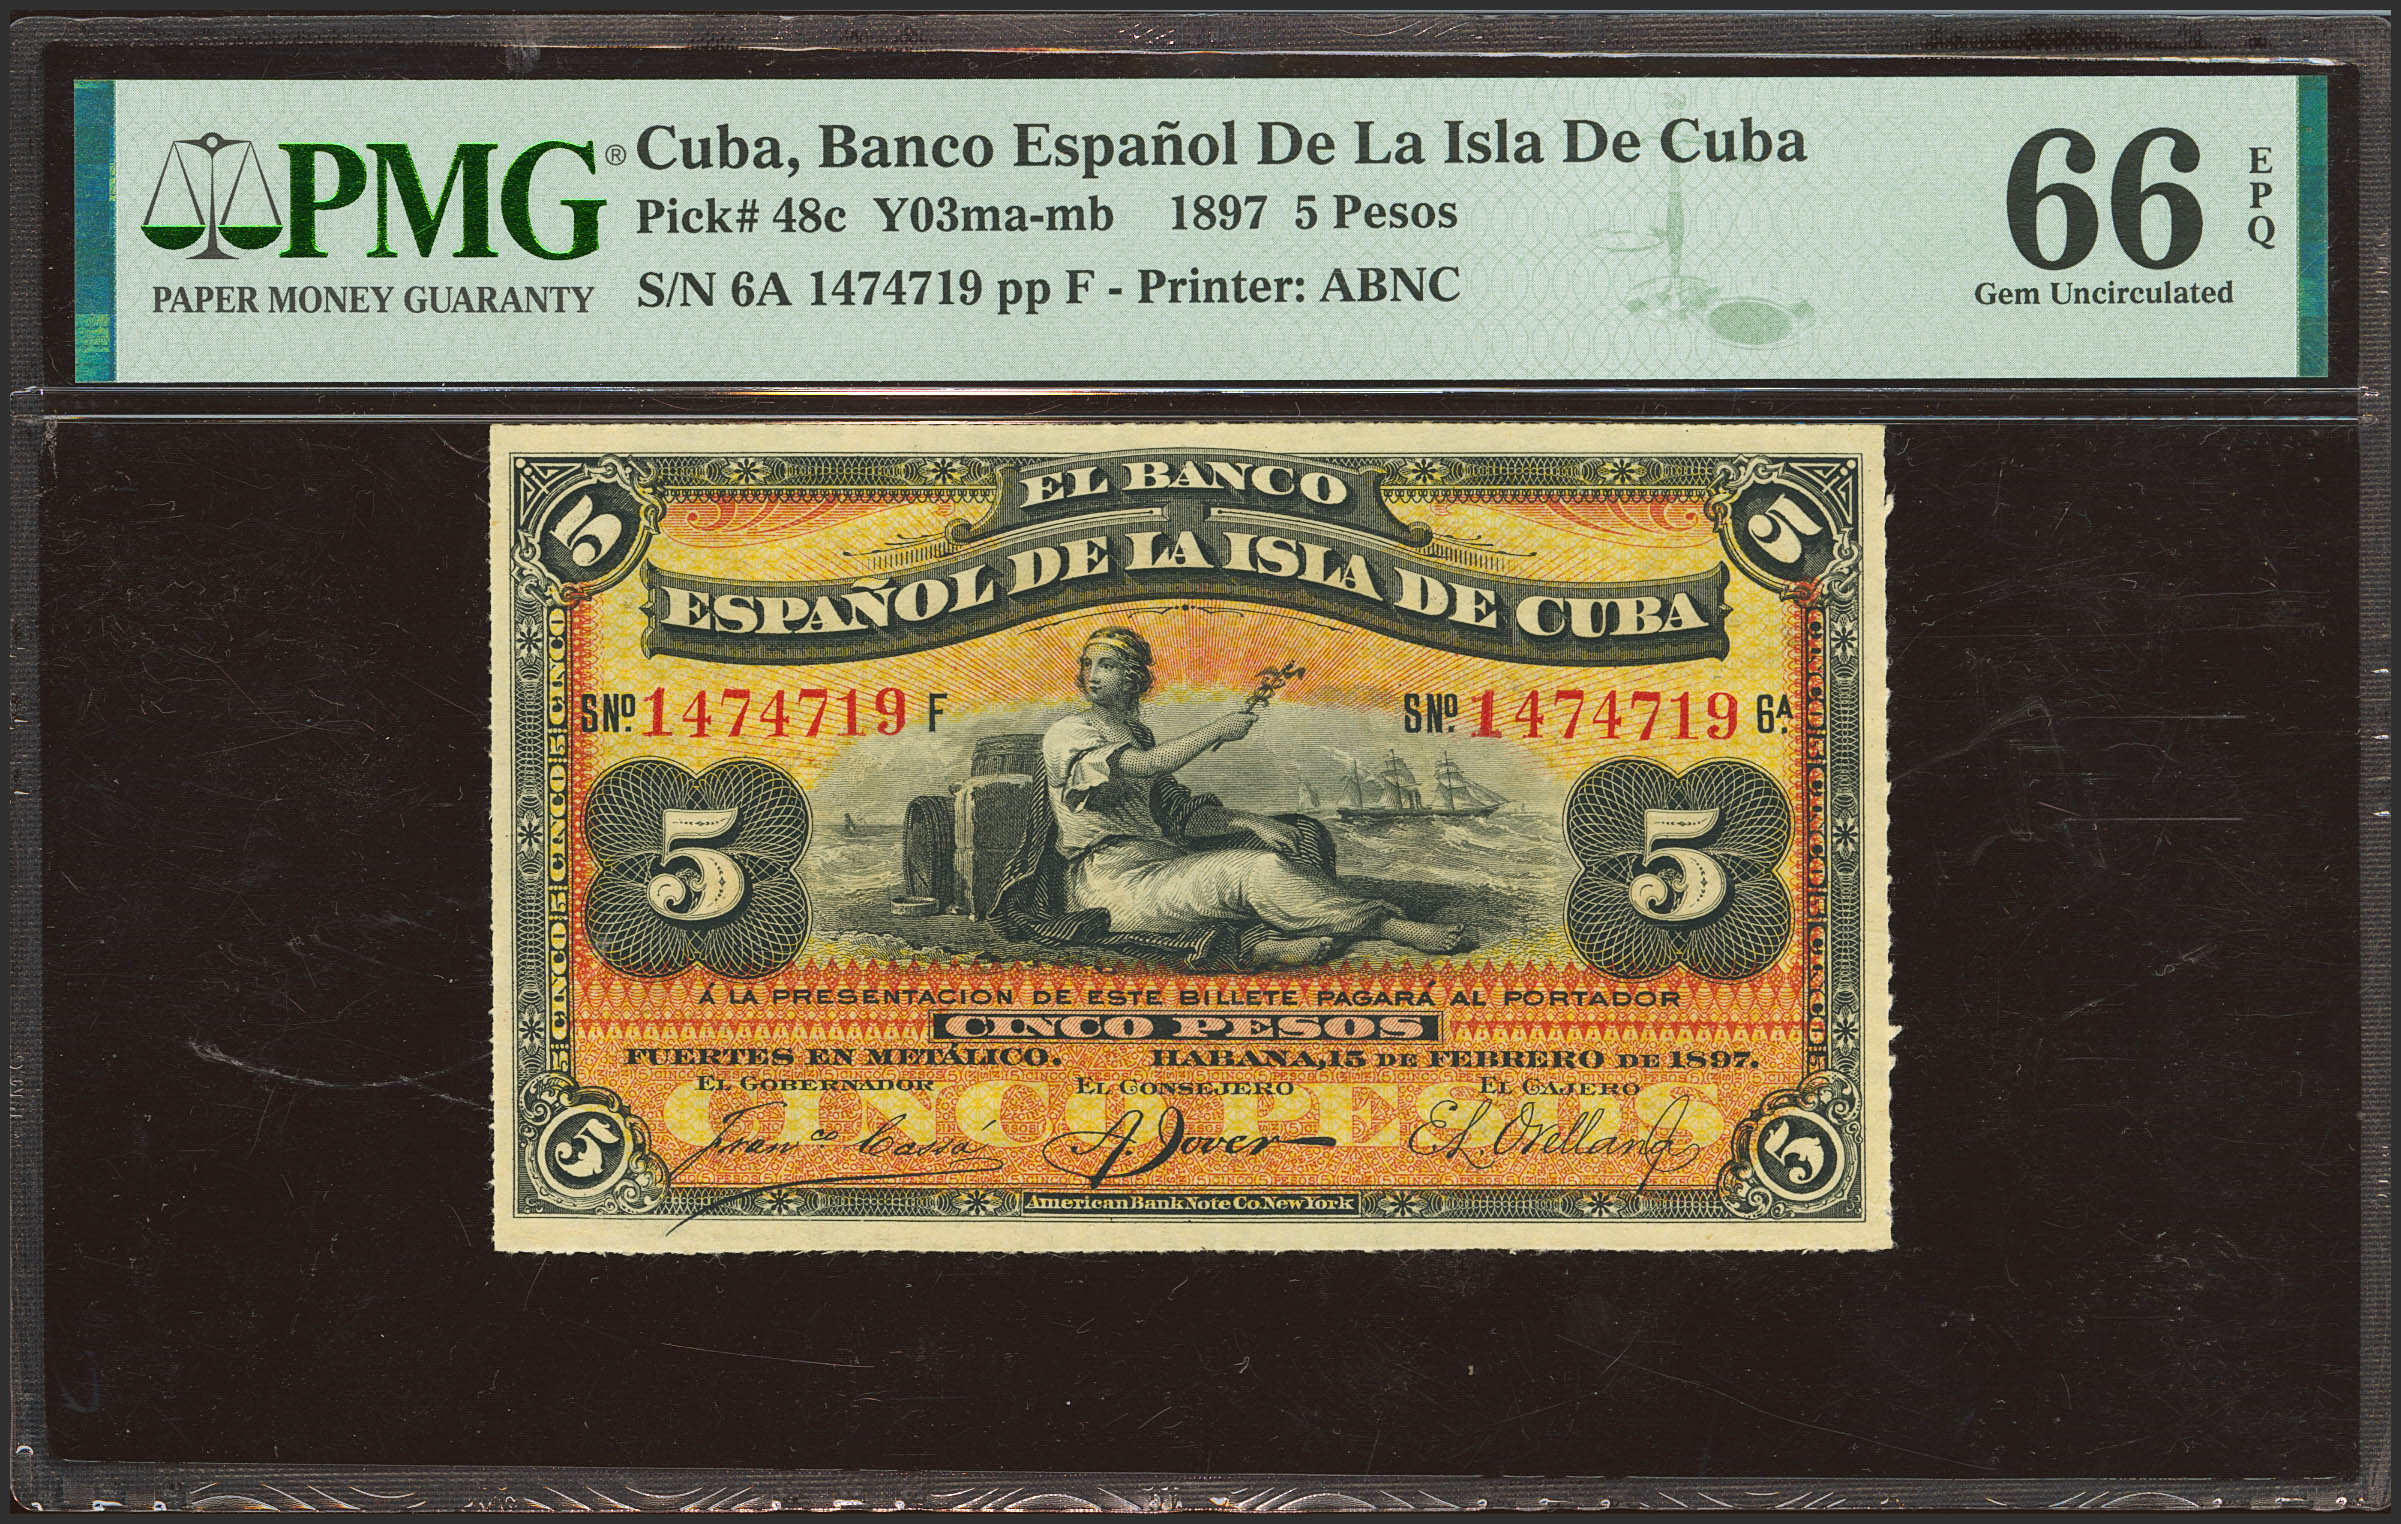 PMG®
PAPER MONEY GUARANTY
Cuba, Banco Español De La Isla De Cuba
Pick# 48c Y03ma-mb 1897 5 Pesos
S/N 6A 1474719 pp F - Printer: ABNC
66
EPQ
Gem Uncirculated
5
5
EL BANCO
ESPAÑOL DE LA ISLA DE CUBA
SNº. 1474719 F
SNº. 1474719 6A.
5
5
Á LA PRESENTACION DE ESTE BILLETE PAGARÁ AL PORTADOR
CINCO PESOS
FUERTES EN METÁLICO. HABANA, 15 DE FEBRERO DE 1897.
EL GOBERNADOR EL CONSEJERO EL CAJERO
CINCO PESOS
Franco Cassá A. Jover E. L. Orellana
5
5
American Bank Note Co. New York